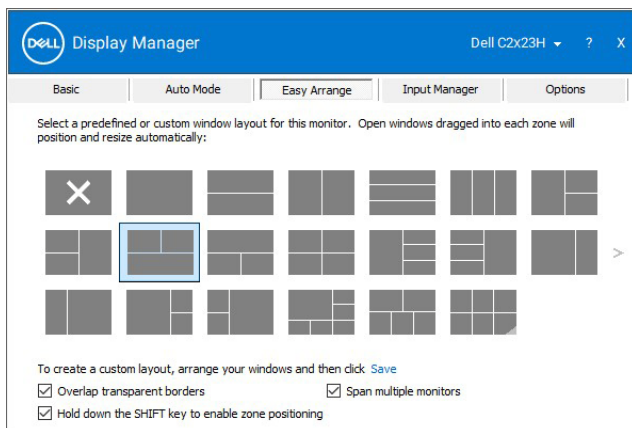 DELL Display Manager Dell C2x23H ? X
Basic Auto Mode Easy Arrange Input Manager Options
Select a predefined or custom window layout for this monitor. Open windows dragged into each zone will
position and resize automatically:
>
To create a custom layout, arrange your windows and then click Save
Overlap transparent borders Span multiple monitors
Hold down the SHIFT key to enable zone positioning